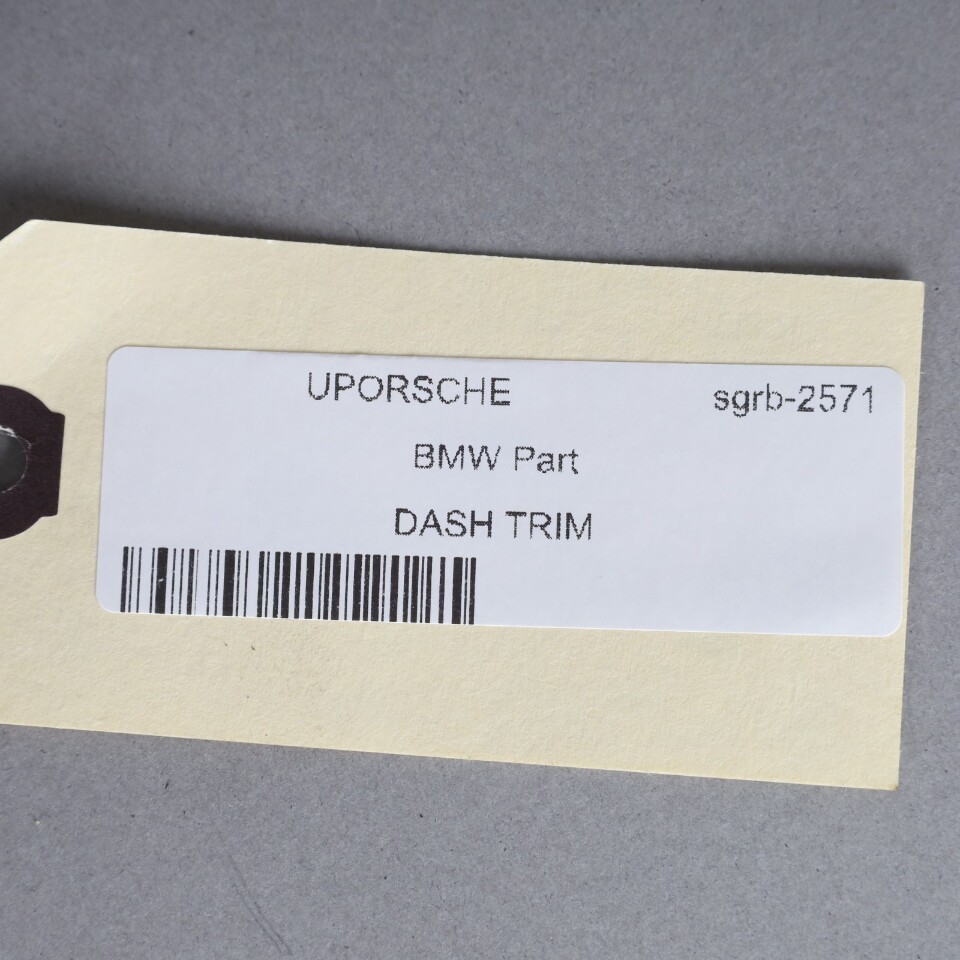 UPORSCHE sgrb-2571
BMW Part
DASH TRIM